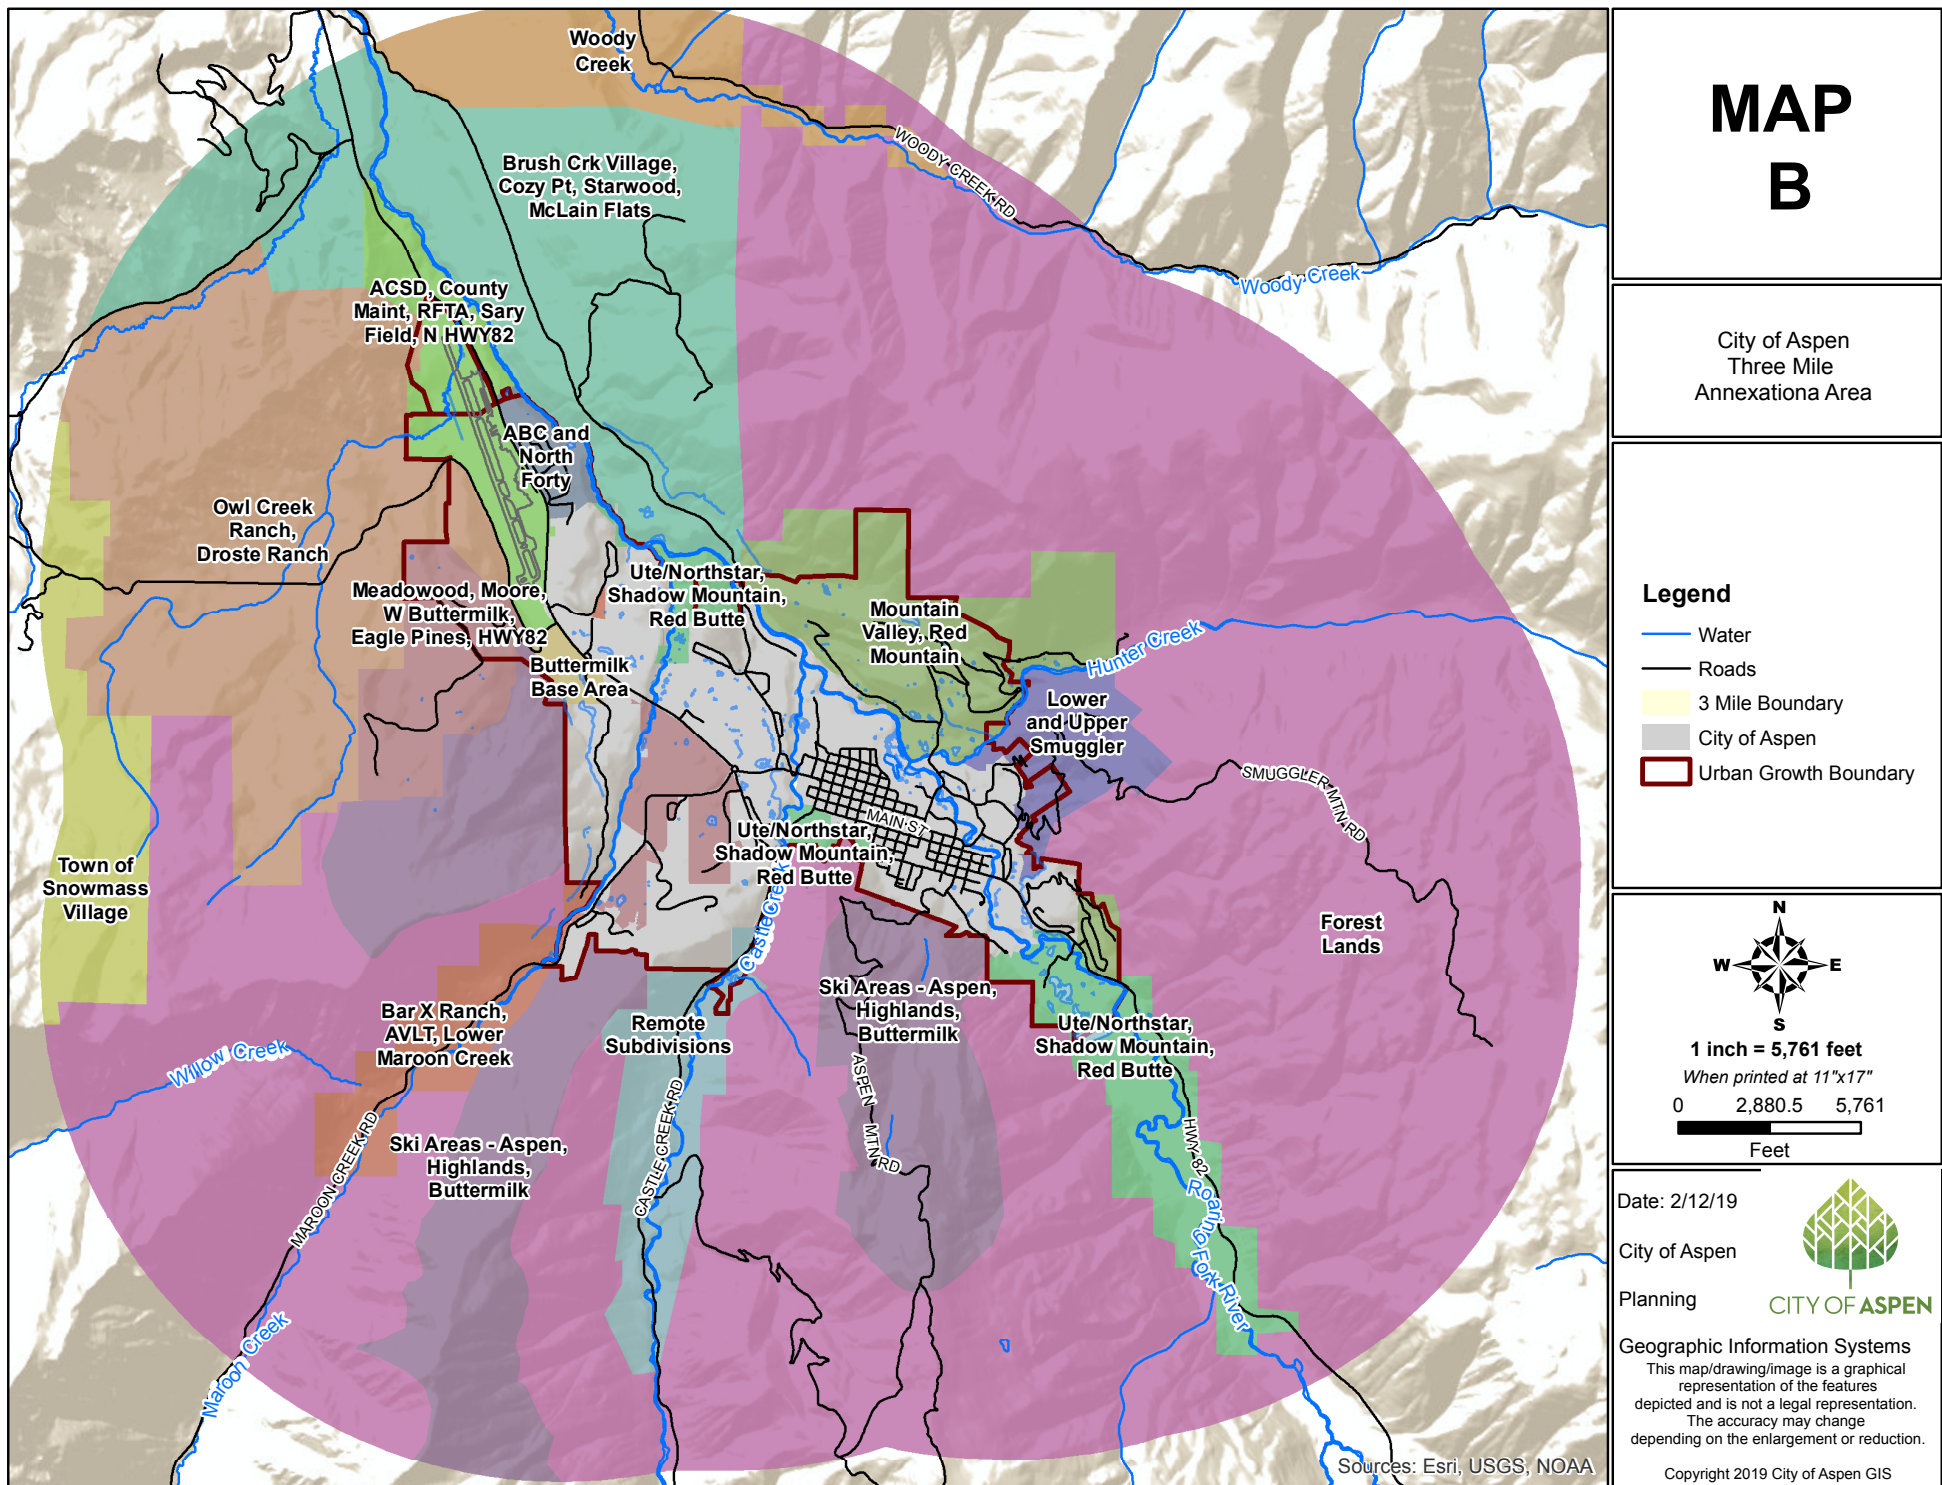 Woody
Creek
Brush Crk Village,
Cozy Pt, Starwood,
McLain Flats
WOODY CREEK RD
Woody Creek
ACSD, County
Maint, RFTA, Sary
Field, N HWY82
ABC and
North
Forty
Owl Creek
Ranch,
Droste Ranch
Meadowood, Moore,
W Buttermilk,
Eagle Pines, HWY82
Ute/Northstar,
Shadow Mountain,
Red Butte
Mountain
Valley, Red
Mountain
Hunter Creek
Buttermilk
Base Area
Lower
and Upper
Smuggler
SMUGGLER MTN RD
MAIN ST
Ute/Northstar,
Shadow Mountain,
Red Butte
Castle Creek
Town of
Snowmass
Village
Forest
Lands
Bar X Ranch,
AVLT, Lower
Maroon Creek
Remote
Subdivisions
Ski Areas - Aspen,
Highlands,
Buttermilk
Ute/Northstar,
Shadow Mountain,
Red Butte
Willow Creek
ASPEN MTN RD
CASTLE CREEK RD
MAROON CREEK RD
Ski Areas - Aspen,
Highlands,
Buttermilk
HWY 82
Roaring Fork River
Maroon Creek
Sources: Esri, USGS, NOAA
MAP
B
City of Aspen
Three Mile
Annexationa Area
Legend
Water
Roads
3 Mile Boundary
City of Aspen
Urban Growth Boundary
N
W E
S
1 inch = 5,761 feet
When printed at 11"x17"
0 2,880.5 5,761
Feet
Date: 2/12/19
City of Aspen
Planning
CITY OF ASPEN
Geographic Information Systems
This map/drawing/image is a graphical
representation of the features
depicted and is not a legal representation.
The accuracy may change
depending on the enlargement or reduction.
Copyright 2019 City of Aspen GIS